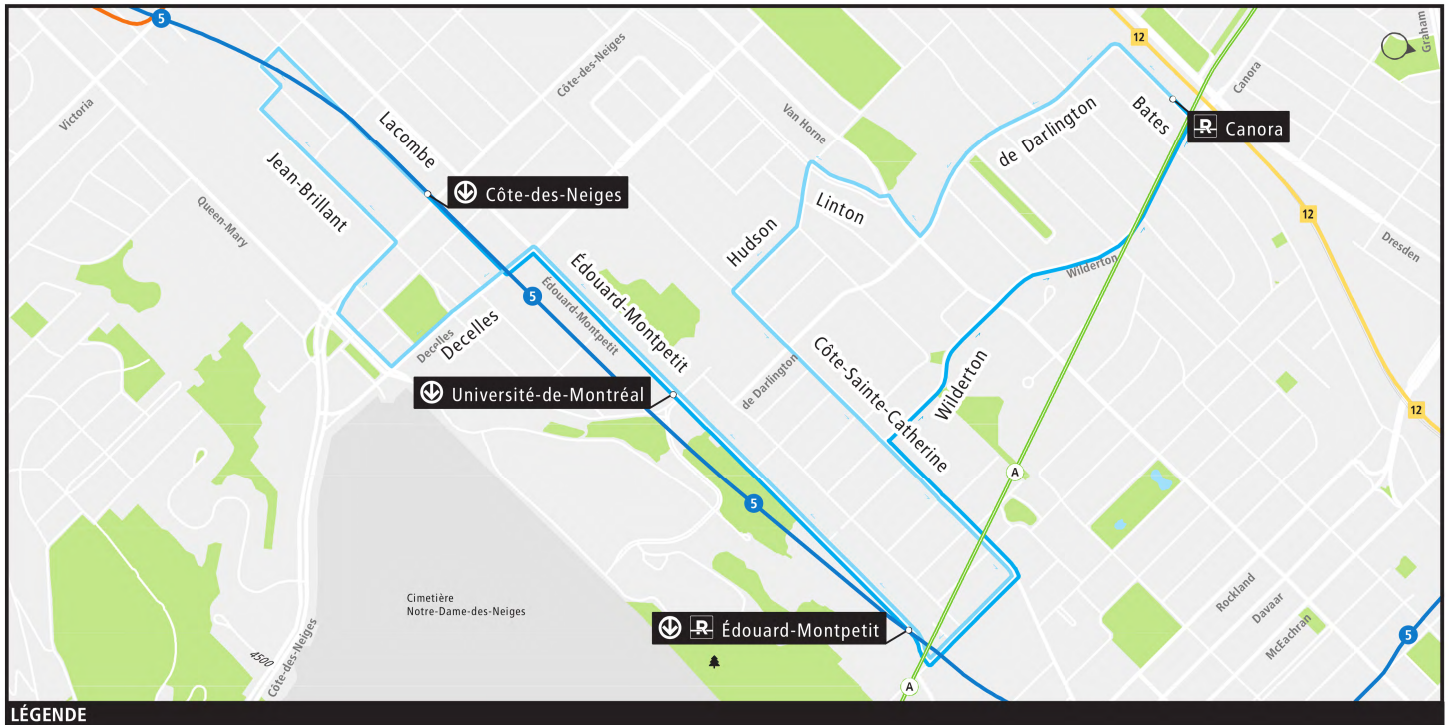 5
12
Graham
Côte-des-Neiges
Canora
Victoria
Van Horne
de Darlington
Bates
Canora
Lacombe
Jean-Brillant
Côte-des-Neiges
Linton
Queen-Mary
Hudson
12
Dresden
Édouard-Montpetit
Wilderton
Édouard-Montpetit
5
Decelles
Decelles
Côte-Sainte-Catherine
Wilderton
de Darlington
Université-de-Montréal
12
A
5
Cimetière
Notre-Dame-des-Neiges
Rockland
Davaar
McEachran
Édouard-Montpetit
5
4500
Côte-des-Neiges
A
LÉGENDE